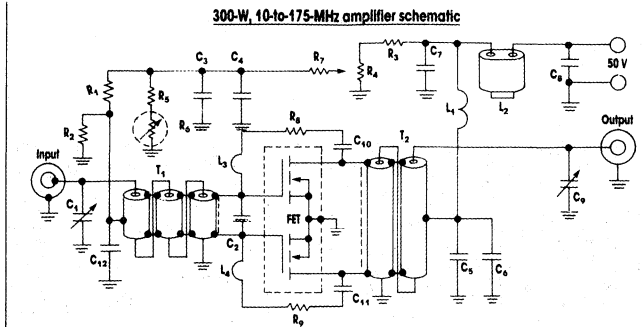 300-W, 10-to-175-MHz amplifier schematic
R1
R5
C3
C4
R7
R4
R3
C7
L2
C8
50 V
R2
R6
R8
C10
T2
L1
Output
Input
C1
T1
L3
C2
FET
C9
C12
L4
C11
C5
C6
R9